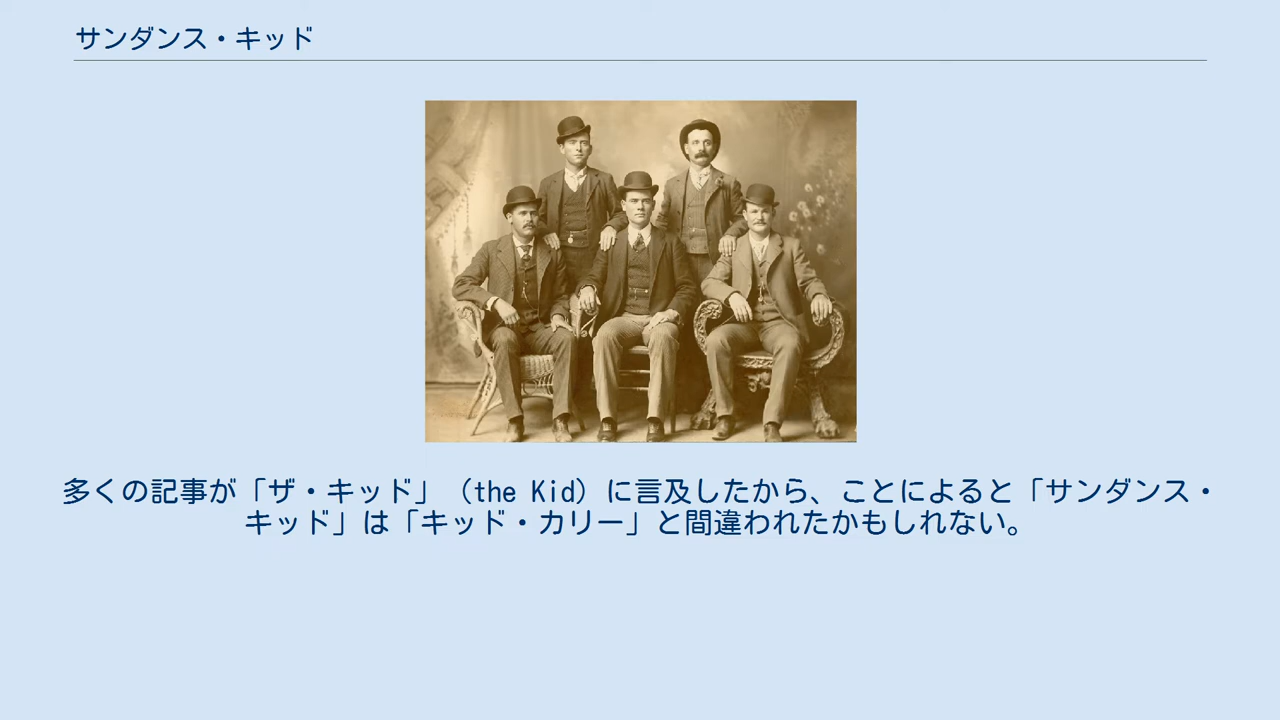 サンダンス・キッド
多くの記事が「ザ・キッド」（the Kid）に言及したから、ことによると「サンダンス・
キッド」は「キッド・カリー」と間違われたかもしれない。